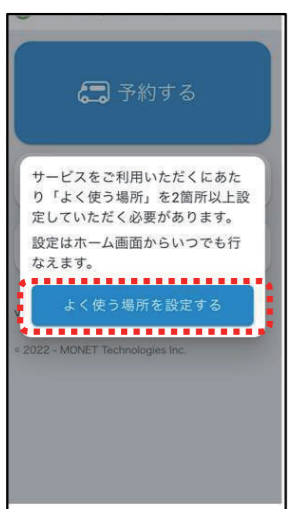 予約する
サービスをご利用いただくにあた
り「よく使う場所」を2箇所以上設
定していただく必要があります。
設定はホーム画面からいつでも行
なえます。
よく使う場所を設定する
© 2022 - MONET Technologies Inc.